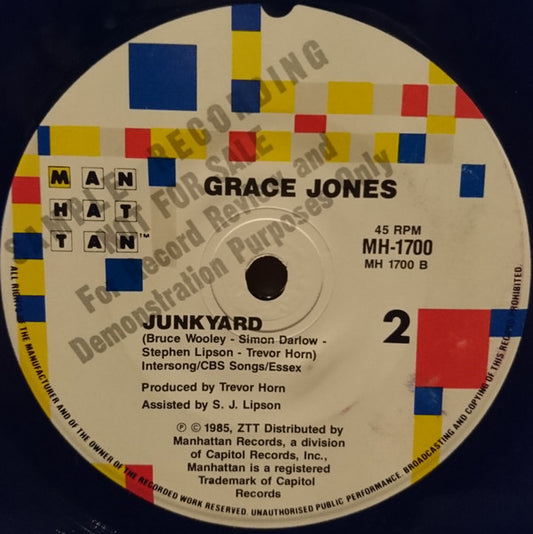 SAMPLE RECORDING
NOT FOR SALE
For Record Review and
Demonstration Purposes Only
MAN
HAT
TAN™
GRACE JONES
45 RPM
MH-1700
MH 1700 B
2
JUNKYARD
(Bruce Wooley - Simon Darlow -
Stephen Lipson - Trevor Horn)
Intersong/CBS Songs/Essex
Produced by Trevor Horn
Assisted by S. J. Lipson
℗ © 1985, ZTT Distributed by
Manhattan Records, a division
of Capitol Records, Inc.,
Manhattan is a registered
Trademark of Capitol
Records
ALL RIGHTS OF THE MANUFACTURER AND OF THE OWNER OF THE RECORDED WORK RESERVED. UNAUTHORISED PUBLIC PERFORMANCE, BROADCASTING AND COPYING OF THIS RECORD PROHIBITED.